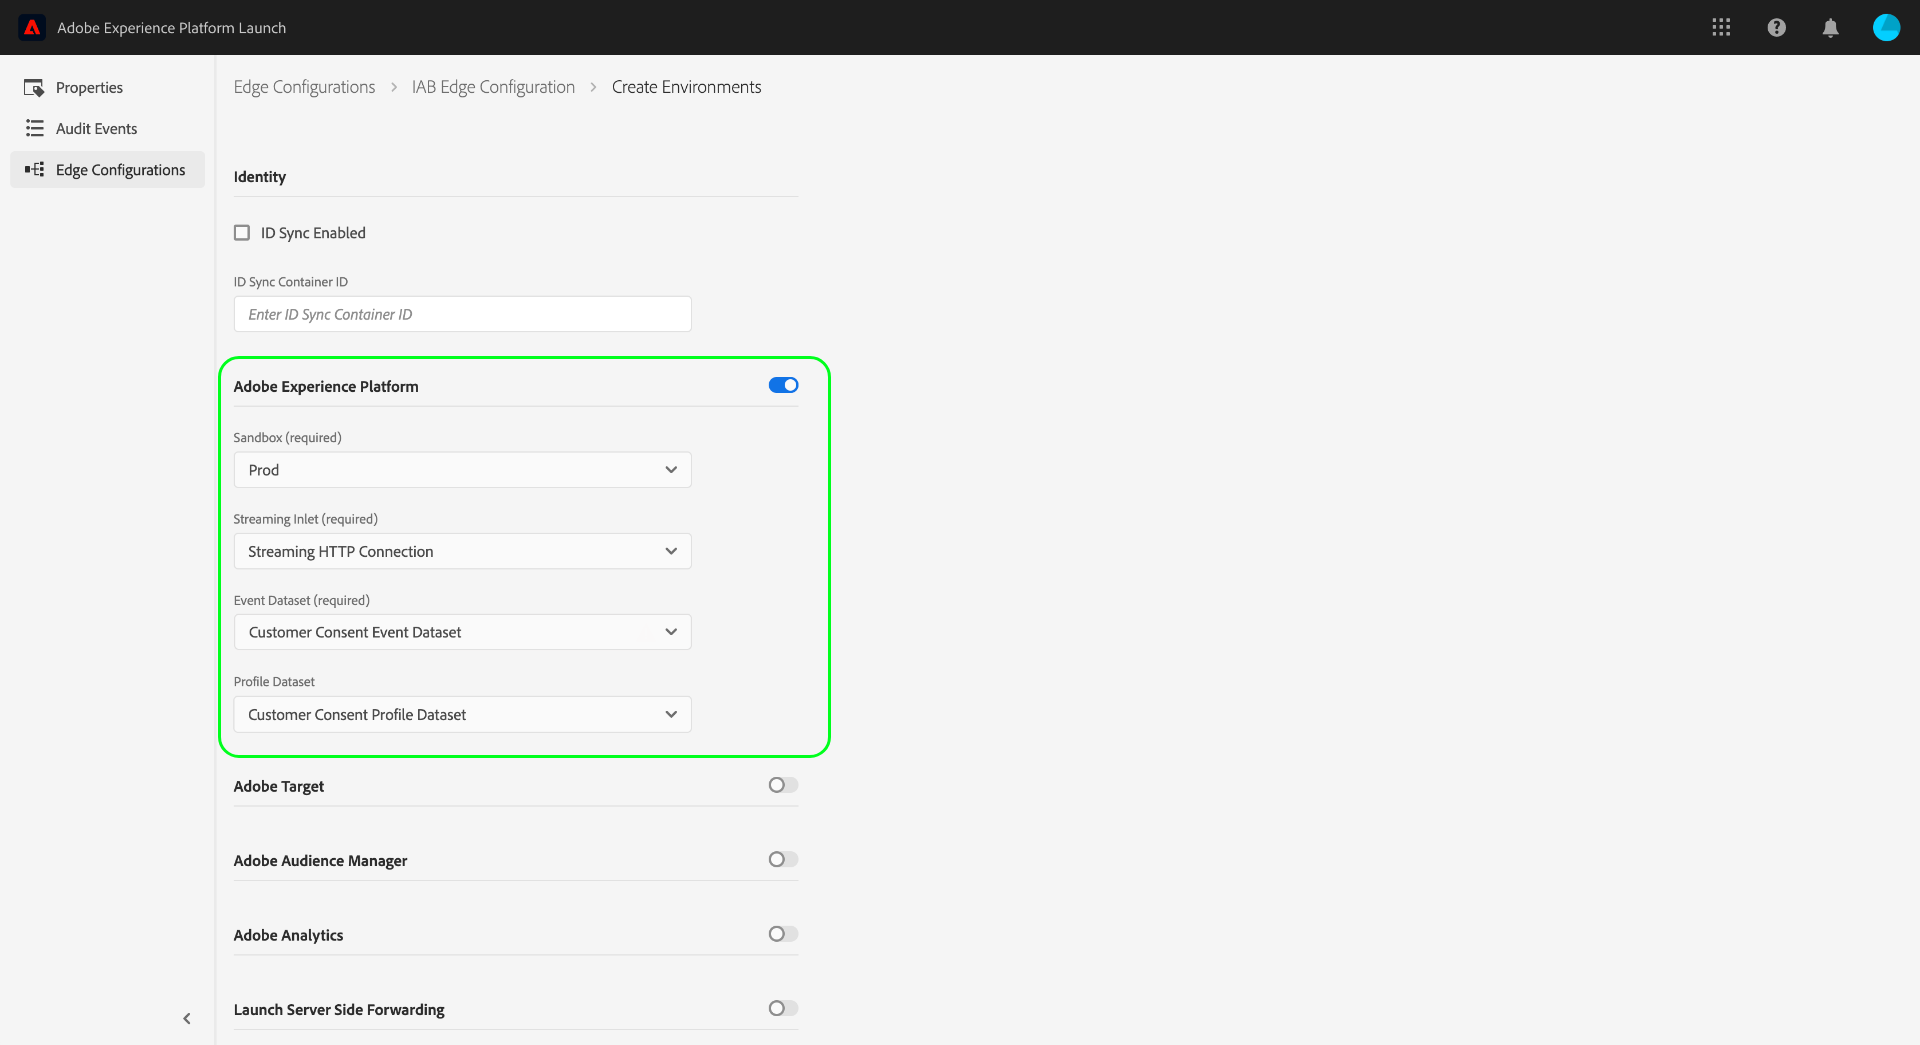 Adobe Experience Platform Launch
Properties
Audit Events
Edge Configurations
Edge Configurations > IAB Edge Configuration > Create Environments
Identity
ID Sync Enabled
ID Sync Container ID
Enter ID Sync Container ID
Adobe Experience Platform
Sandbox (required)
Prod
Streaming Inlet (required)
Streaming HTTP Connection
Event Dataset (required)
Customer Consent Event Dataset
Profile Dataset
Customer Consent Profile Dataset
Adobe Target
Adobe Audience Manager
Adobe Analytics
Launch Server Side Forwarding